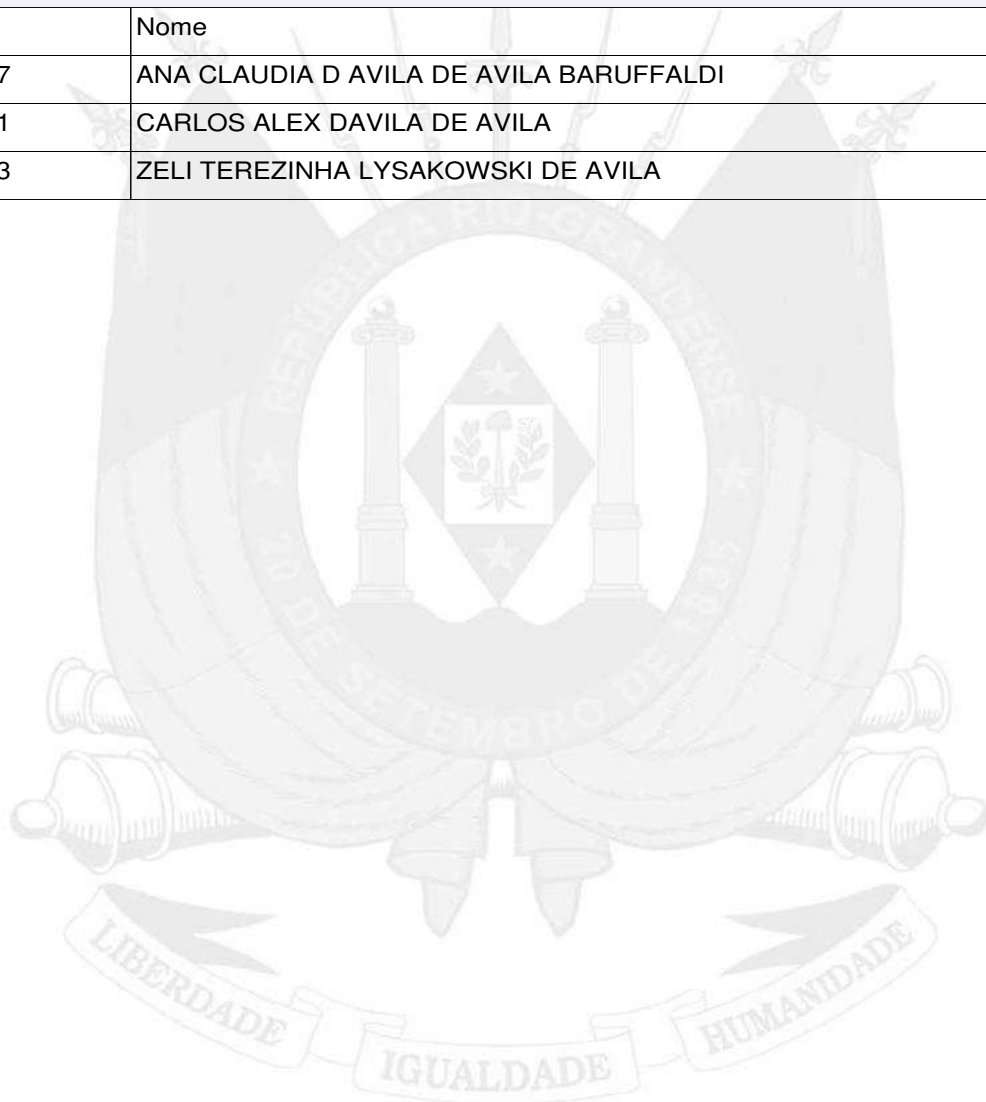 Nome
7 ANA CLAUDIA D AVILA DE AVILA BARUFFALDI
1 CARLOS ALEX DAVILA DE AVILA
3 ZELI TEREZINHA LYSAKOWSKI DE AVILA
REPÚBLICA RIO-GRANDENSE
20 DE SETEMBRO DE 1835
LIBERDADE
IGUALDADE
HUMANIDADE